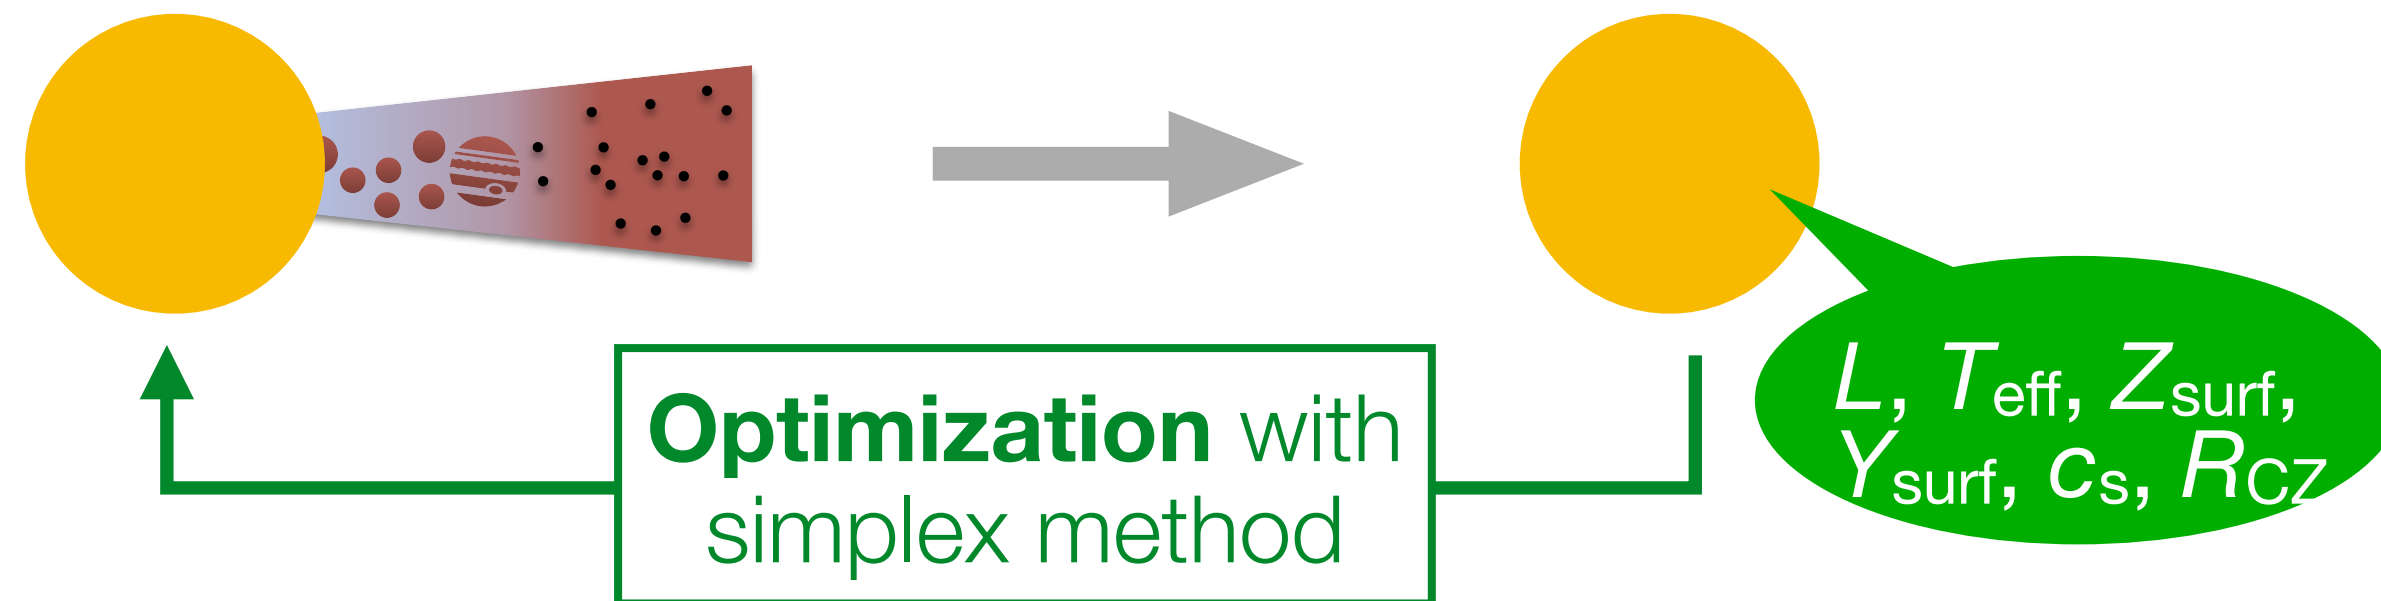 Optimization with
simplex method
L, Teff, Zsurf,
Ysurf, cs, RCZ